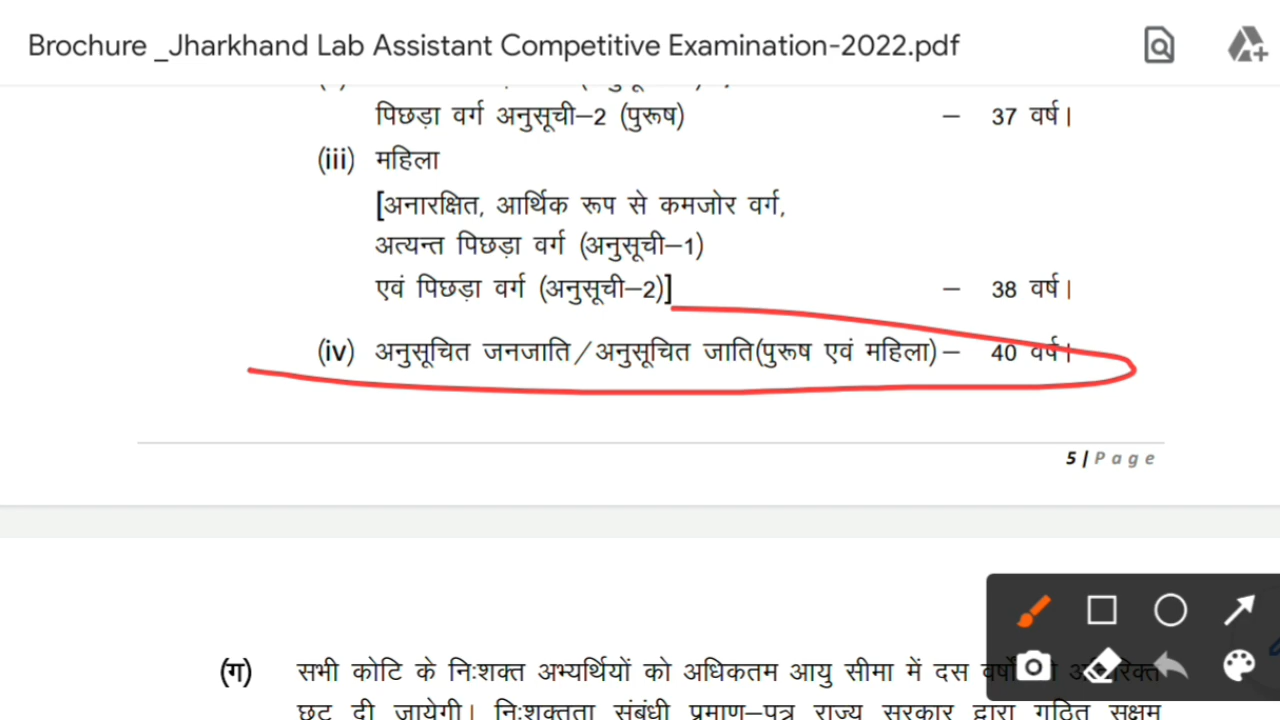 Brochure _Jharkhand Lab Assistant Competitive Examination-2022.pdf
पिछड़ा वर्ग अनुसूची–2 (पुरूष) – 37 वर्ष।
(iii) महिला
[अनारक्षित, आर्थिक रूप से कमजोर वर्ग,
अत्यन्त पिछड़ा वर्ग (अनुसूची–1)
एवं पिछड़ा वर्ग (अनुसूची–2)] – 38 वर्ष।
(iv) अनुसूचित जनजाति/अनुसूचित जाति(पुरूष एवं महिला)– 40 वर्ष।
5 | Page
(ग) सभी कोटि के निःशक्त अभ्यर्थियों को अधिकतम आयु सीमा में दस
छूट दी जायेगी। निःशक्तता संबंधी प्रमाण–पत्र राज्य सरकार द्वारा गठित सक्षम